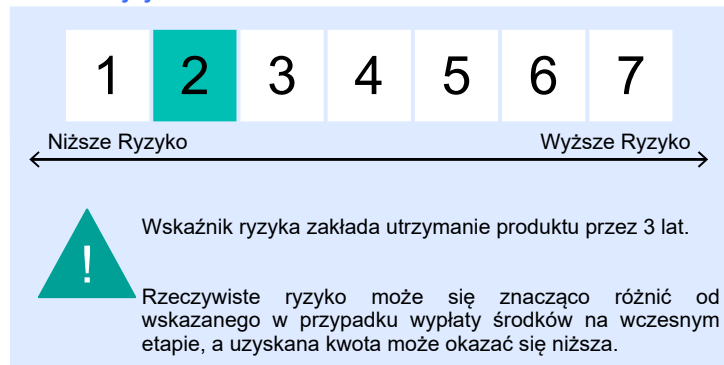 1 2 3 4 5 6 7
Niższe Ryzyko Wyższe Ryzyko
Wskaźnik ryzyka zakłada utrzymanie produktu przez 3 lat.
!
Rzeczywiste ryzyko może się znacząco różnić od
wskazanego w przypadku wypłaty środków na wczesnym
etapie, a uzyskana kwota może okazać się niższa.